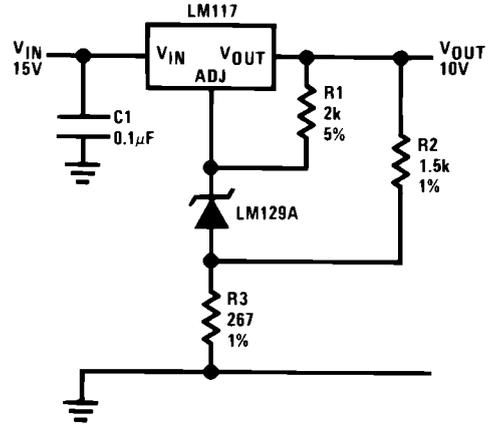 LM117
VIN
15V
VIN
VOUT
ADJ
VOUT
10V
C1
0.1μF
R1
2k
5%
R2
1.5k
1%
LM129A
R3
267
1%